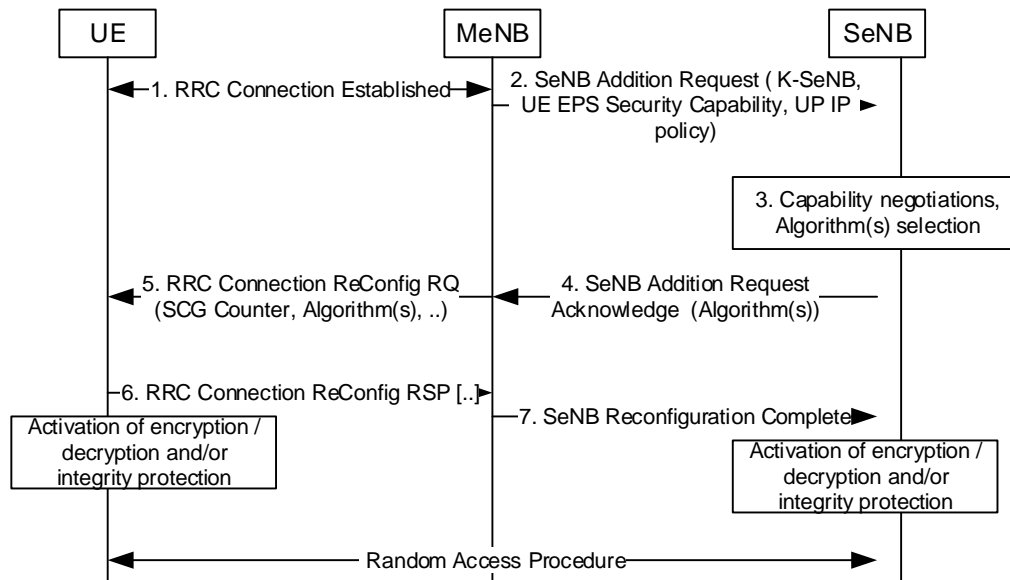 UE
MeNB
SeNB
1. RRC Connection Established
2. SeNB Addition Request ( K-SeNB,
UE EPS Security Capability, UP IP
policy)
3. Capability negotiations,
Algorithm(s) selection
5. RRC Connection ReConfig RQ
(SCG Counter, Algorithm(s), ..)
4. SeNB Addition Request
Acknowledge (Algorithm(s))
6. RRC Connection ReConfig RSP [..]
7. SeNB Reconfiguration Complete
Activation of encryption /
decryption and/or
integrity protection
Activation of encryption /
decryption and/or
integrity protection
Random Access Procedure